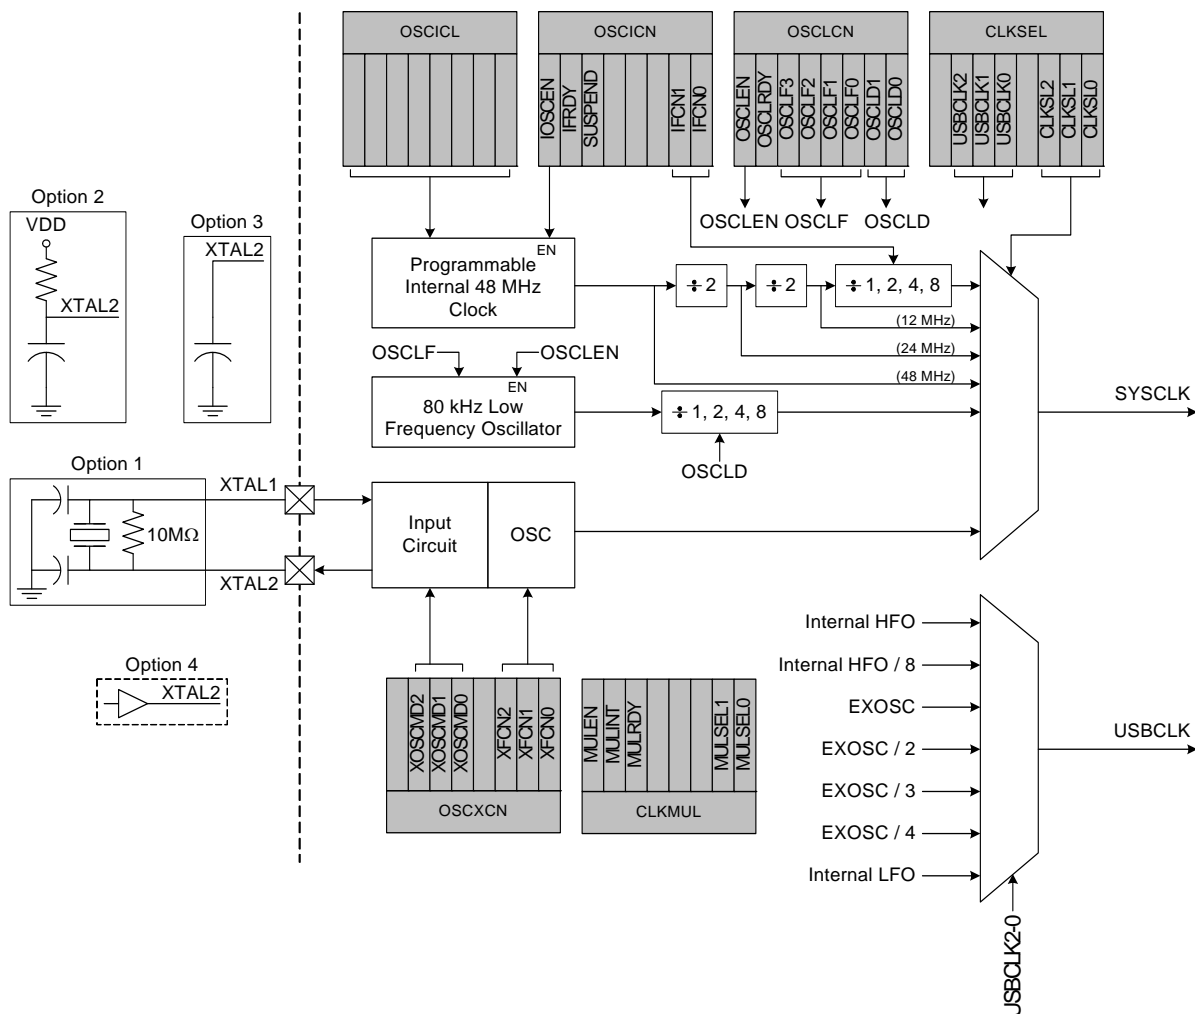 OSCICL
OSCICN
OSCLCN
CLKSEL
IOSCEN
IFRDY
SUSPEND
IFCN1
IFCN0
OSCLEN
OSCLRDY
OSCLF3
OSCLF2
OSCLF1
OSCLF0
OSCLD1
OSCLD0
USBCLK2
USBCLK1
USBCLK0
CLKSL2
CLKSL1
CLKSL0
OSCLEN OSCLF OSCLD
Option 2
VDD
XTAL2
Option 3
XTAL2
EN
Programmable
Internal 48 MHz
Clock
÷ 2
÷ 2
÷ 1, 2, 4, 8
(12 MHz)
(24 MHz)
(48 MHz)
OSCLF
OSCLEN
EN
80 kHz Low
Frequency Oscillator
÷ 1, 2, 4, 8
OSCLD
SYSCLK
Option 1
XTAL1
10MΩ
XTAL2
Input
Circuit
OSC
Option 4
XTAL2
XOSCMD2
XOSCMD1
XOSCMD0
XFCN2
XFCN1
XFCN0
OSCXCN
MULEN
MULINT
MULRDY
MULSEL1
MULSEL0
CLKMUL
Internal HFO
Internal HFO / 8
EXOSC
EXOSC / 2
EXOSC / 3
EXOSC / 4
Internal LFO
USBCLK
USBCLK2-0